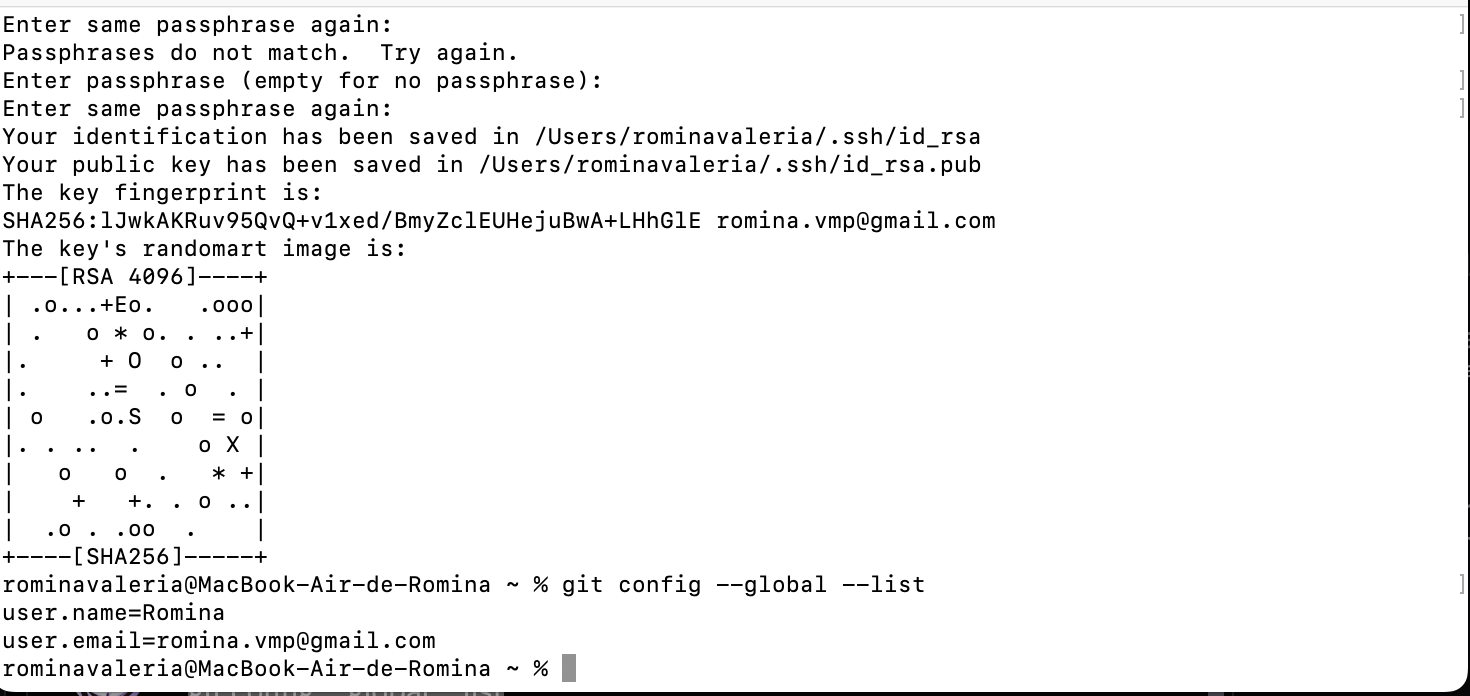 Enter same passphrase again:
Passphrases do not match.  Try again.
Enter passphrase (empty for no passphrase):
Enter same passphrase again:
Your identification has been saved in /Users/rominavaleria/.ssh/id_rsa
Your public key has been saved in /Users/rominavaleria/.ssh/id_rsa.pub
The key fingerprint is:
SHA256:lJwkAKRuv95QvQ+v1xed/BmyZclEUHejuBwA+LHhGlE romina.vmp@gmail.com
The key's randomart image is:
+---[RSA 4096]----+
| .o...+Eo.   .ooo|
| .   o * o. . ..+|
|.     + O  o ..  |
|.    ..=  . o  . |
| o   .o.S  o  = o|
|. . ..  .    o X |
|   o   o  .   * +|
|    +   +. . o ..|
|  .o . .oo  .    |
+----[SHA256]-----+
rominavaleria@MacBook-Air-de-Romina ~ % git config --global --list
user.name=Romina
user.email=romina.vmp@gmail.com
rominavaleria@MacBook-Air-de-Romina ~ %